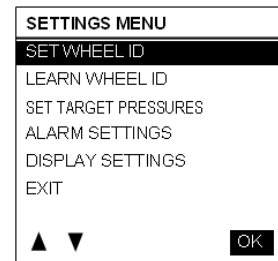 SETTINGS MENU
SET WHEEL ID
LEARN WHEEL ID
SET TARGET PRESSURES
ALARM SETTINGS
DISPLAY SETTINGS
EXIT
▲ ▼ OK